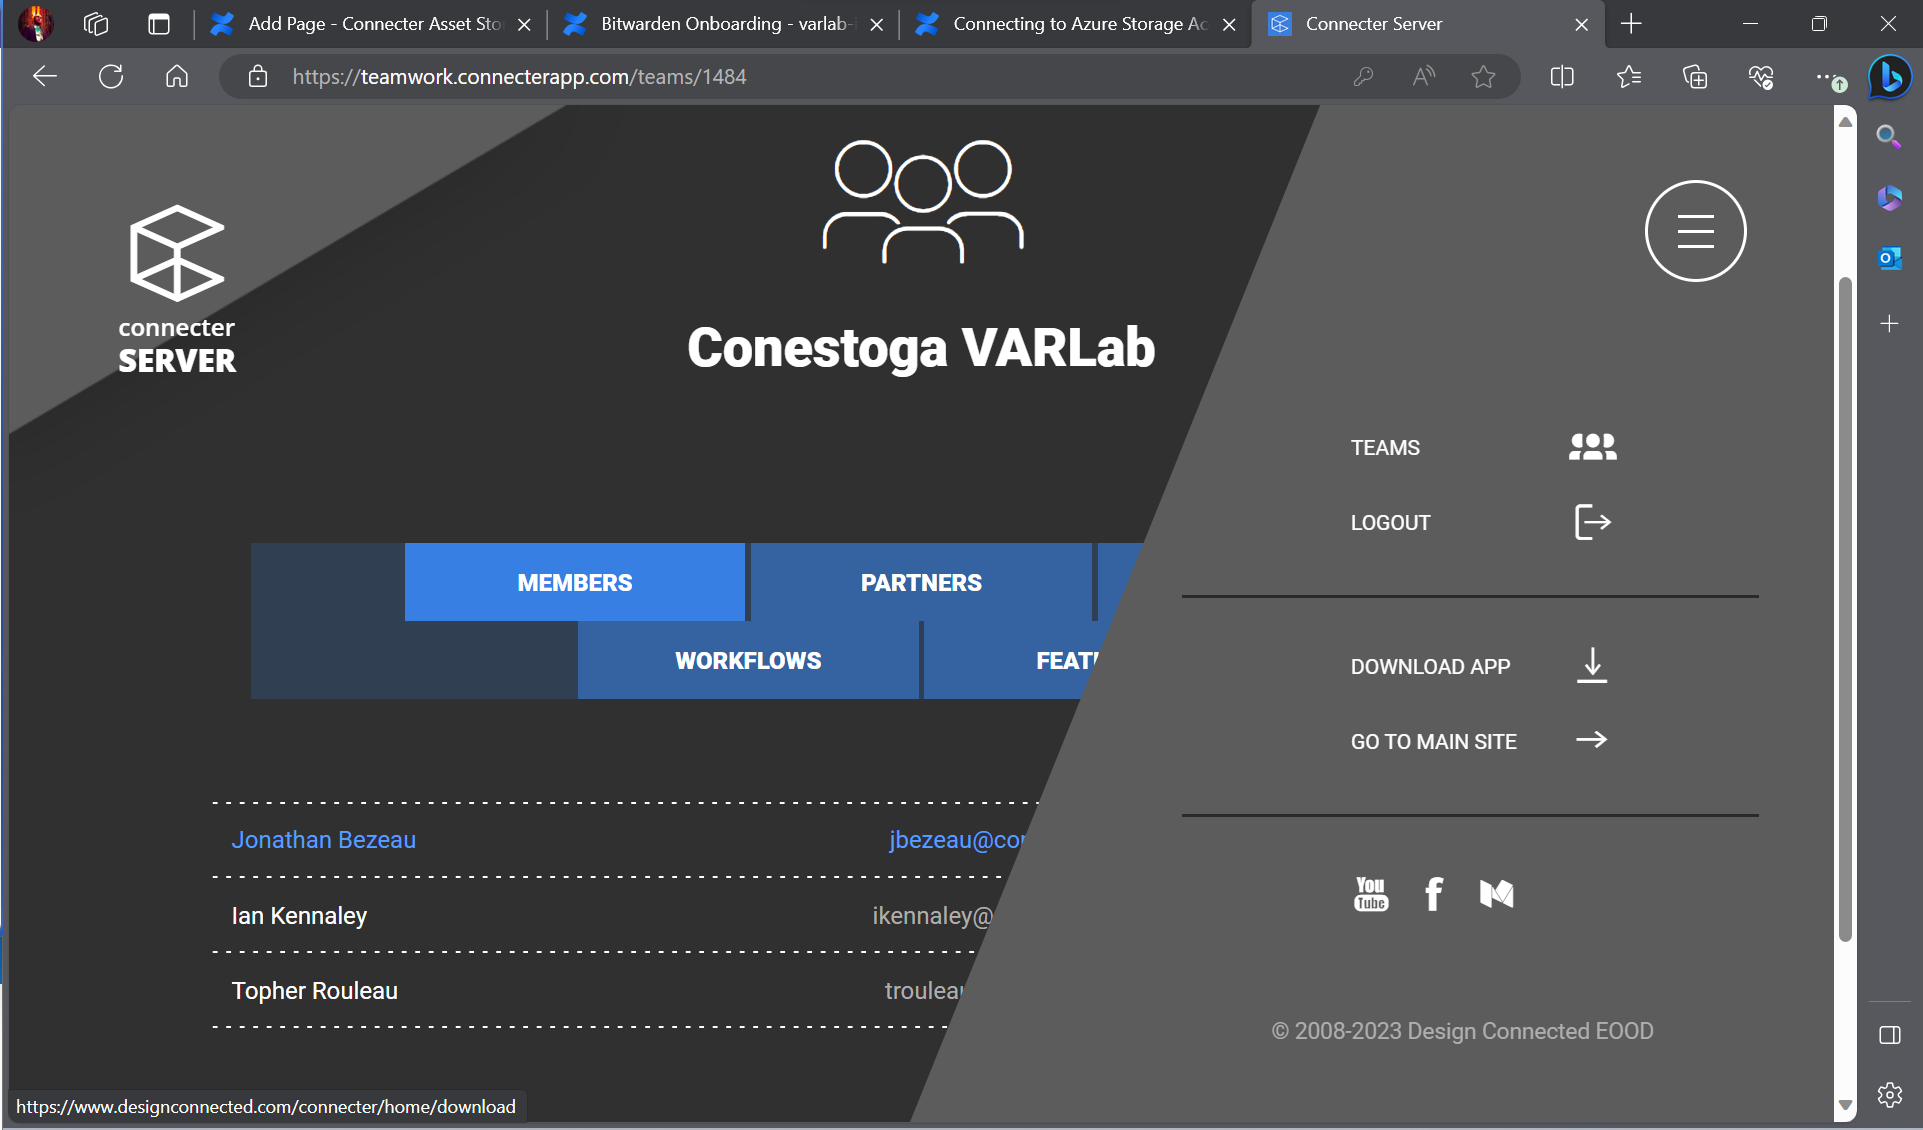 Add Page - Connecter Asset Sto
Bitwarden Onboarding - varlab-i
Connecting to Azure Storage Ac
Connecter Server
https://teamwork.connecterapp.com/teams/1484
connecter
SERVER
Conestoga VARLab
TEAMS
LOGOUT
MEMBERS
PARTNERS
WORKFLOWS
FEAT
DOWNLOAD APP
GO TO MAIN SITE
Jonathan Bezeau
jbezeau@co
Ian Kennaley
ikennaley@
Topher Rouleau
troulea
You
Tube
© 2008-2023 Design Connected EOOD
https://www.designconnected.com/connecter/home/download